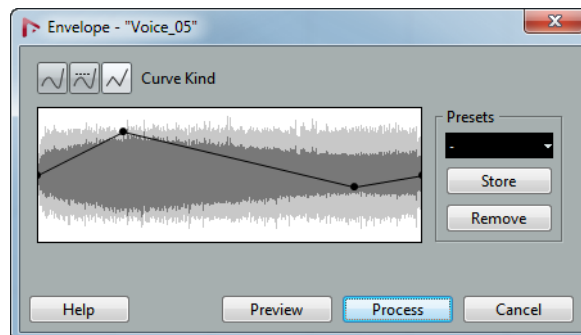 Envelope - "Voice_05"
Curve Kind
Presets
-
Store
Remove
Help
Preview
Process
Cancel